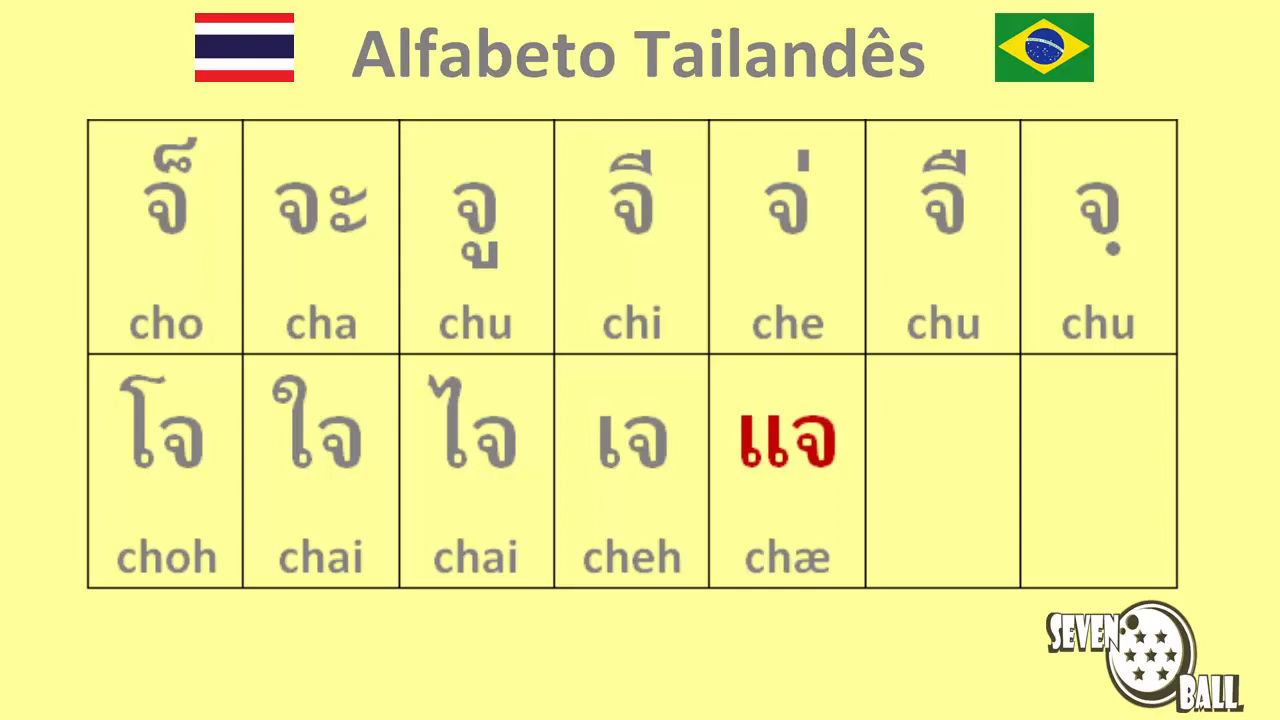 Alfabeto Tailandês
จ็ จะ จู จี จ่ จื จฺ
cho cha chu chi che chu chu
โจ ใจ ไจ เจ แจ
choh chai chai cheh chæ
SEVEN
BALL